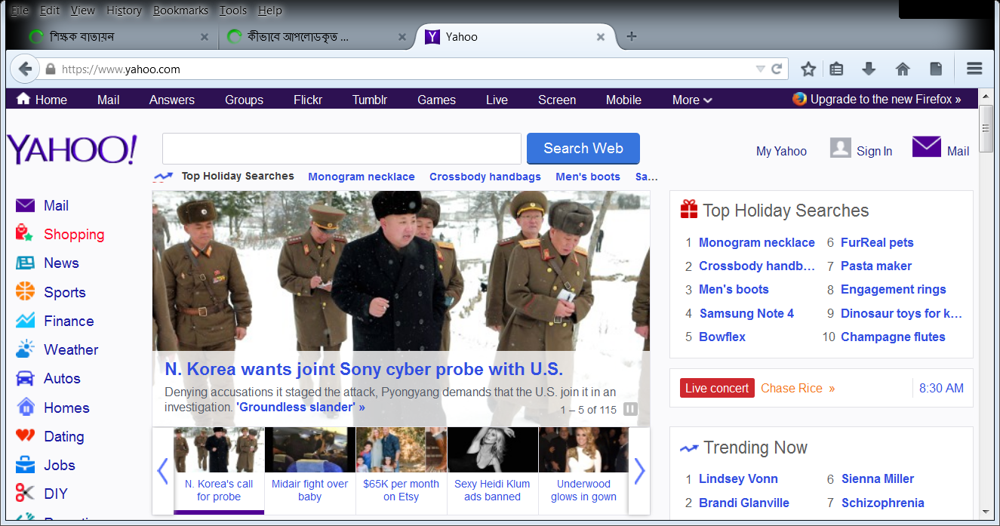 File Edit View History Bookmarks Tools Help
শিক্ষক বাতায়ন
কীভাবে আপলোডকৃত ...
Yahoo
https://www.yahoo.com
Home Mail Answers Groups Flickr Tumblr Games Live Screen Mobile More Upgrade to the new Firefox »
YAHOO!
Search Web
My Yahoo Sign In Mail
Top Holiday Searches Monogram necklace Crossbody handbags Men's boots Sa...
Mail
Shopping
News
Sports
Finance
Weather
Autos
Homes
Dating
Jobs
DIY
N. Korea wants joint Sony cyber probe with U.S.
Denying accusations it staged the attack, Pyongyang demands that the U.S. join it in an
investigation. 'Groundless slander' »
1 – 5 of 115
N. Korea's call
for probe
Midair fight over
baby
$65K per month
on Etsy
Sexy Heidi Klum
ads banned
Underwood
glows in gown
Top Holiday Searches
1 Monogram necklace
2 Crossbody handb...
3 Men's boots
4 Samsung Note 4
5 Bowflex
6 FurReal pets
7 Pasta maker
8 Engagement rings
9 Dinosaur toys for k...
10 Champagne flutes
Live concert Chase Rice » 8:30 AM
Trending Now
1 Lindsey Vonn
2 Brandi Glanville
6 Sienna Miller
7 Schizophrenia